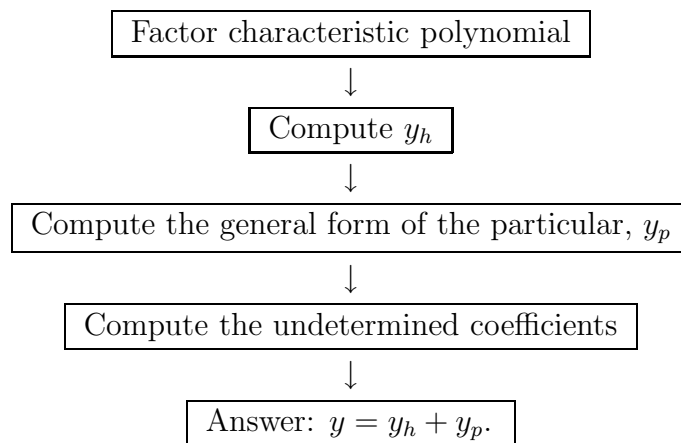 Factor characteristic polynomial
↓
Compute y_h
↓
Compute the general form of the particular, y_p
↓
Compute the undetermined coefficients
↓
Answer: y = y_h + y_p.